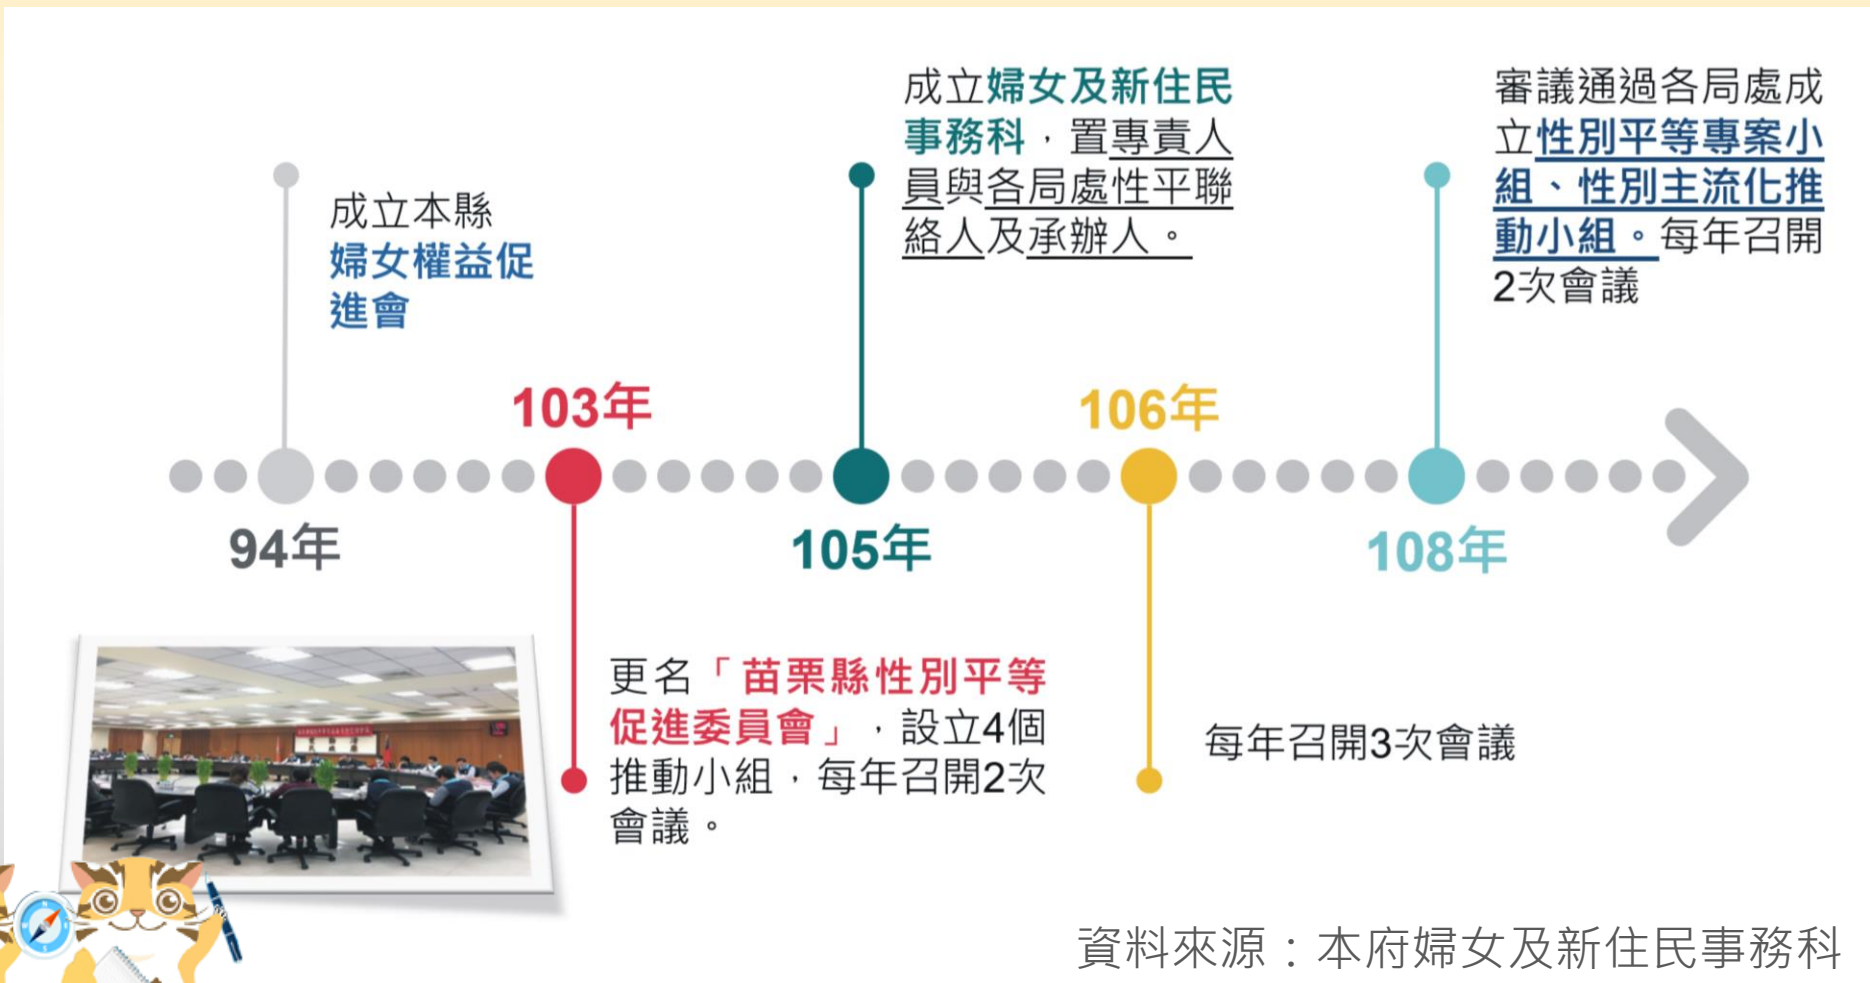 成立本縣
婦女權益促
進會
94年
103年
更名「苗栗縣性別平等
促進委員會」,設立4個
推動小組,每年召開2次
會議。
成立婦女及新住民
事務科,置專責人
員與各局處性平聯
絡人及承辦人。
105年
106年
每年召開3次會議
審議通過各局處成
立性別平等專案小
組、性別主流化推
動小組。每年召開
2次會議
108年
資料來源:本府婦女及新住民事務科